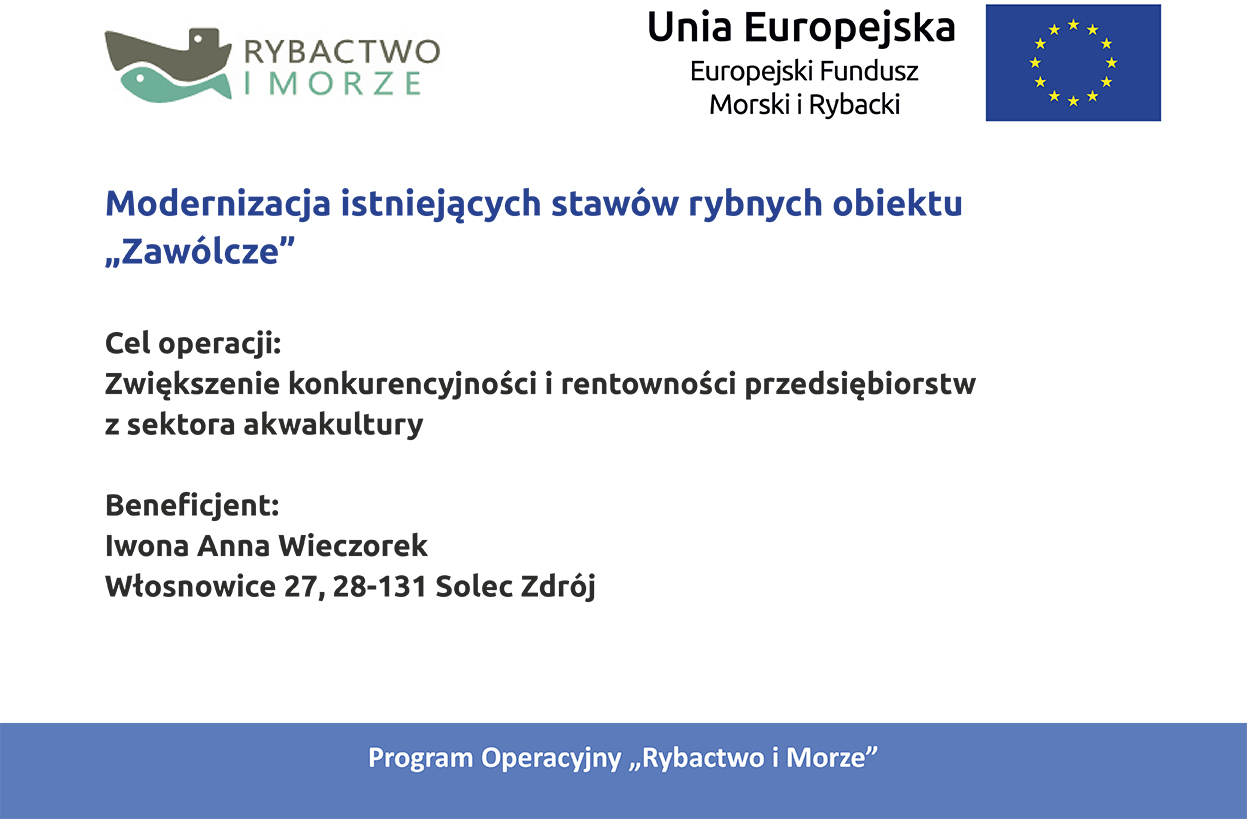 RYBACTWO
I MORZE
Unia Europejska
Europejski Fundusz
Morski i Rybacki
Modernizacja istniejących stawów rybnych obiektu
„Zawólcze”
Cel operacji:
Zwiększenie konkurencyjności i rentowności przedsiębiorstw
z sektora akwakultury
Beneficjent:
Iwona Anna Wieczorek
Włosnowice 27, 28-131 Solec Zdrój
Program Operacyjny „Rybactwo i Morze”